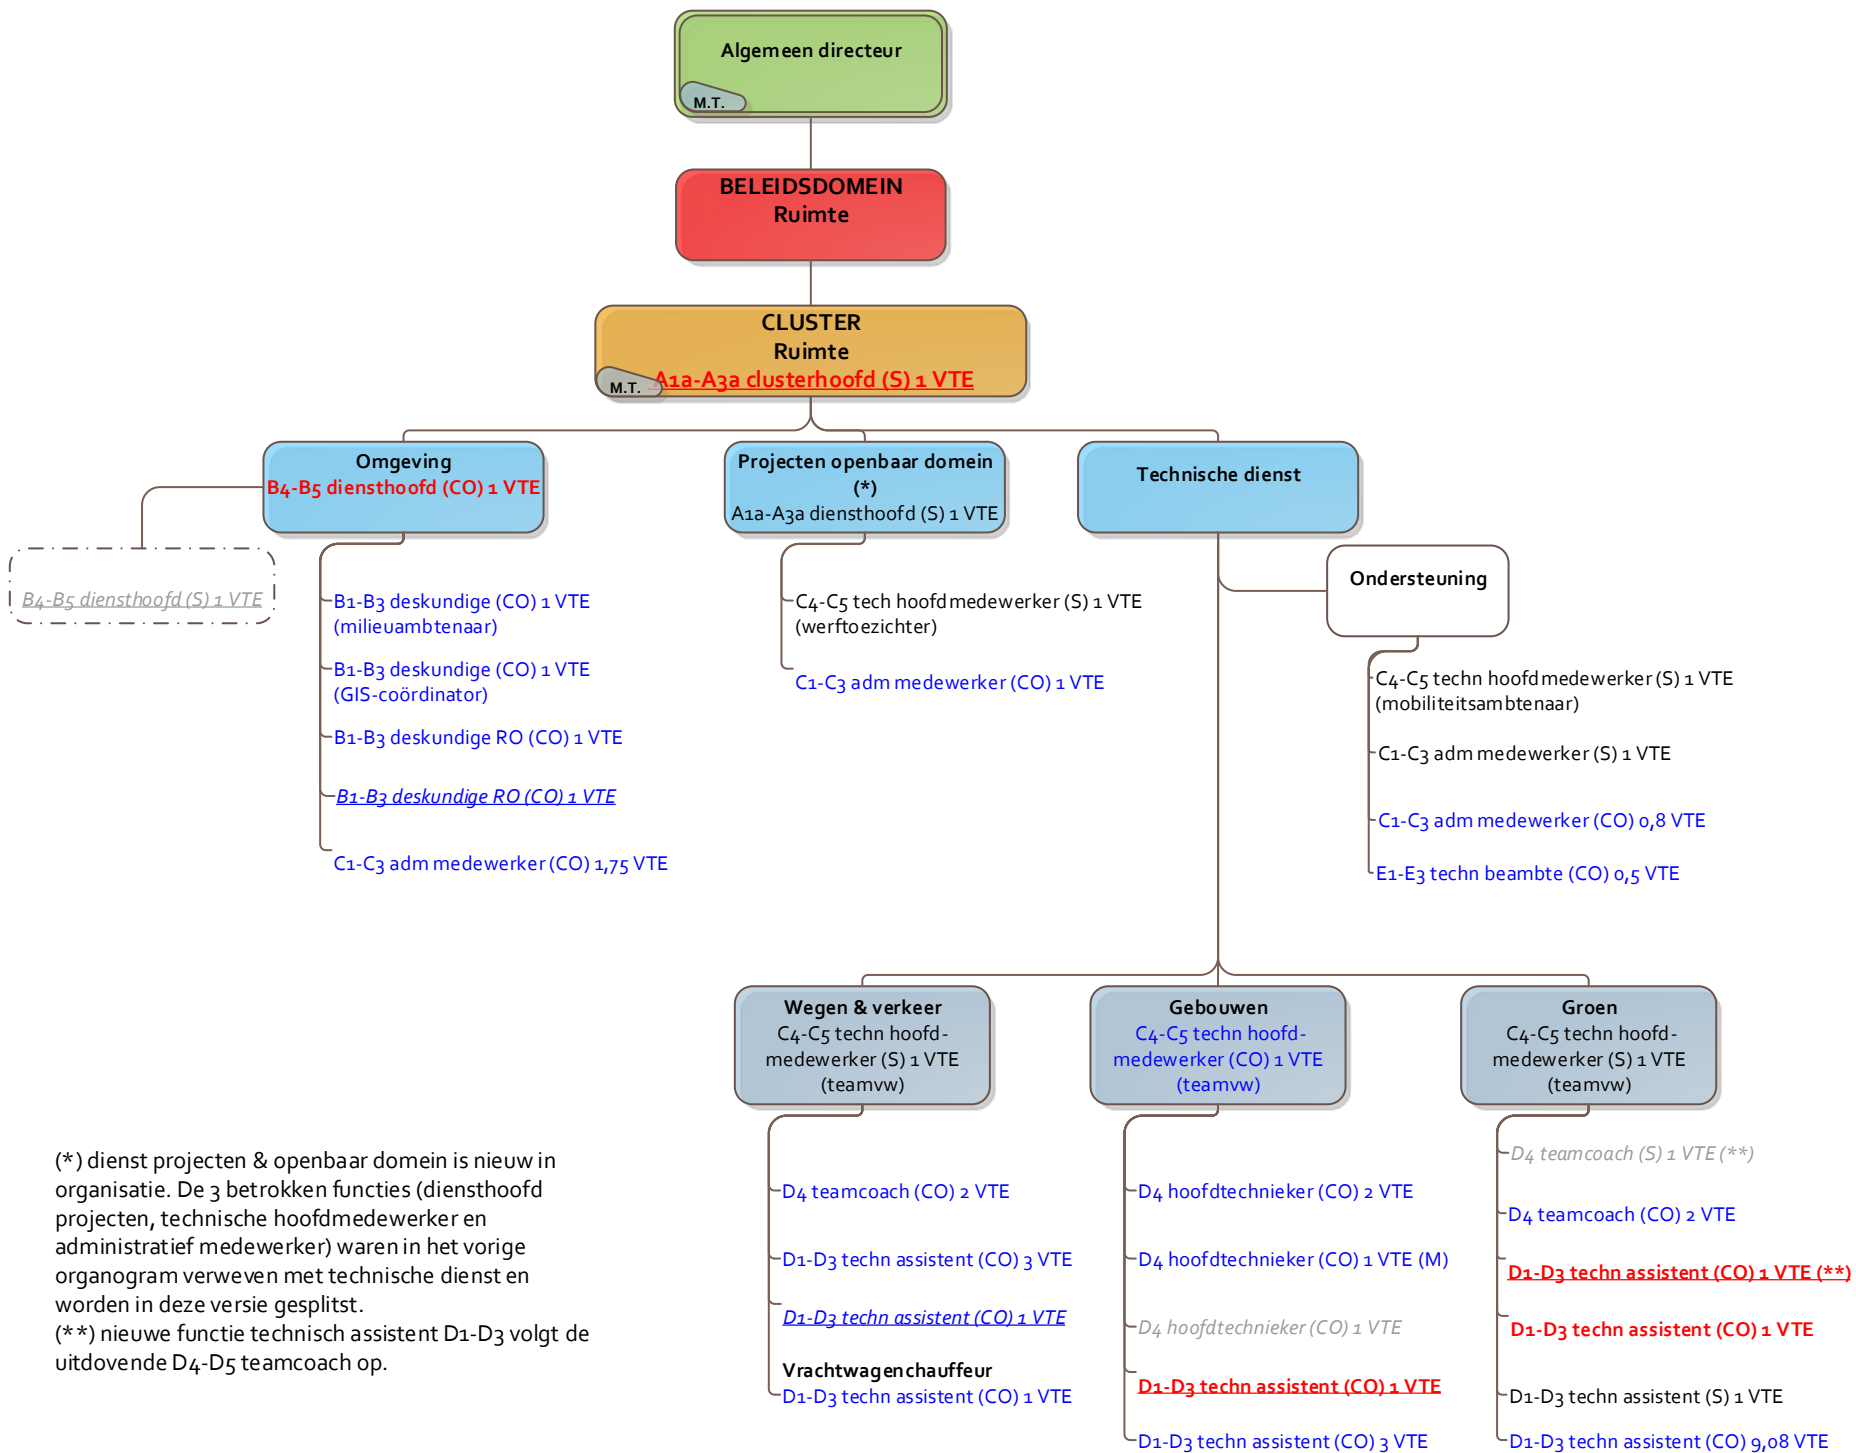 Algemeen directeur
M.T.
BELEIDSDOMEIN
Ruimte
CLUSTER
Ruimte
A1a-A3a clusterhoofd (S) 1 VTE
M.T.
Omgeving
B4-B5 diensthoofd (CO) 1 VTE
Projecten openbaar domein
(*)
A1a-A3a diensthoofd (S) 1 VTE
Technische dienst
B4-B5 diensthoofd (S) 1 VTE
B1-B3 deskundige (CO) 1 VTE
(milieuambtenaar)
B1-B3 deskundige (CO) 1 VTE
(GIS-coördinator)
B1-B3 deskundige RO (CO) 1 VTE
B1-B3 deskundige RO (CO) 1 VTE
C1-C3 adm medewerker (CO) 1,75 VTE
C4-C5 tech hoofdmedewerker (S) 1 VTE
(werftoezichter)
C1-C3 adm medewerker (CO) 1 VTE
Ondersteuning
C4-C5 techn hoofdmedewerker (S) 1 VTE
(mobiliteitsambtenaar)
C1-C3 adm medewerker (S) 1 VTE
C1-C3 adm medewerker (CO) 0,8 VTE
E1-E3 techn beambte (CO) 0,5 VTE
Wegen & verkeer
C4-C5 techn hoofd-
medewerker (S) 1 VTE
(teamvw)
D4 teamcoach (CO) 2 VTE
D1-D3 techn assistent (CO) 3 VTE
D1-D3 techn assistent (CO) 1 VTE
Vrachtwagenchauffeur
D1-D3 techn assistent (CO) 1 VTE
Gebouwen
C4-C5 techn hoofd-
medewerker (CO) 1 VTE
(teamvw)
D4 hoofdtechnieker (CO) 2 VTE
D4 hoofdtechnieker (CO) 1 VTE (M)
D4 hoofdtechnieker (CO) 1 VTE
D1-D3 techn assistent (CO) 1 VTE
D1-D3 techn assistent (CO) 3 VTE
Groen
C4-C5 techn hoofd-
medewerker (S) 1 VTE
(teamvw)
D4 teamcoach (S) 1 VTE (**)
D4 teamcoach (CO) 2 VTE
D1-D3 techn assistent (CO) 1 VTE (**)
D1-D3 techn assistent (CO) 1 VTE
D1-D3 techn assistent (S) 1 VTE
D1-D3 techn assistent (CO) 9,08 VTE
(*) dienst projecten & openbaar domein is nieuw in
organisatie. De 3 betrokken functies (diensthoofd
projecten, technische hoofdmedewerker en
administratief medewerker) waren in het vorige
organogram verweven met technische dienst en
worden in deze versie gesplitst.
(**) nieuwe functie technisch assistent D1-D3 volgt de
uitdovende D4-D5 teamcoach op.